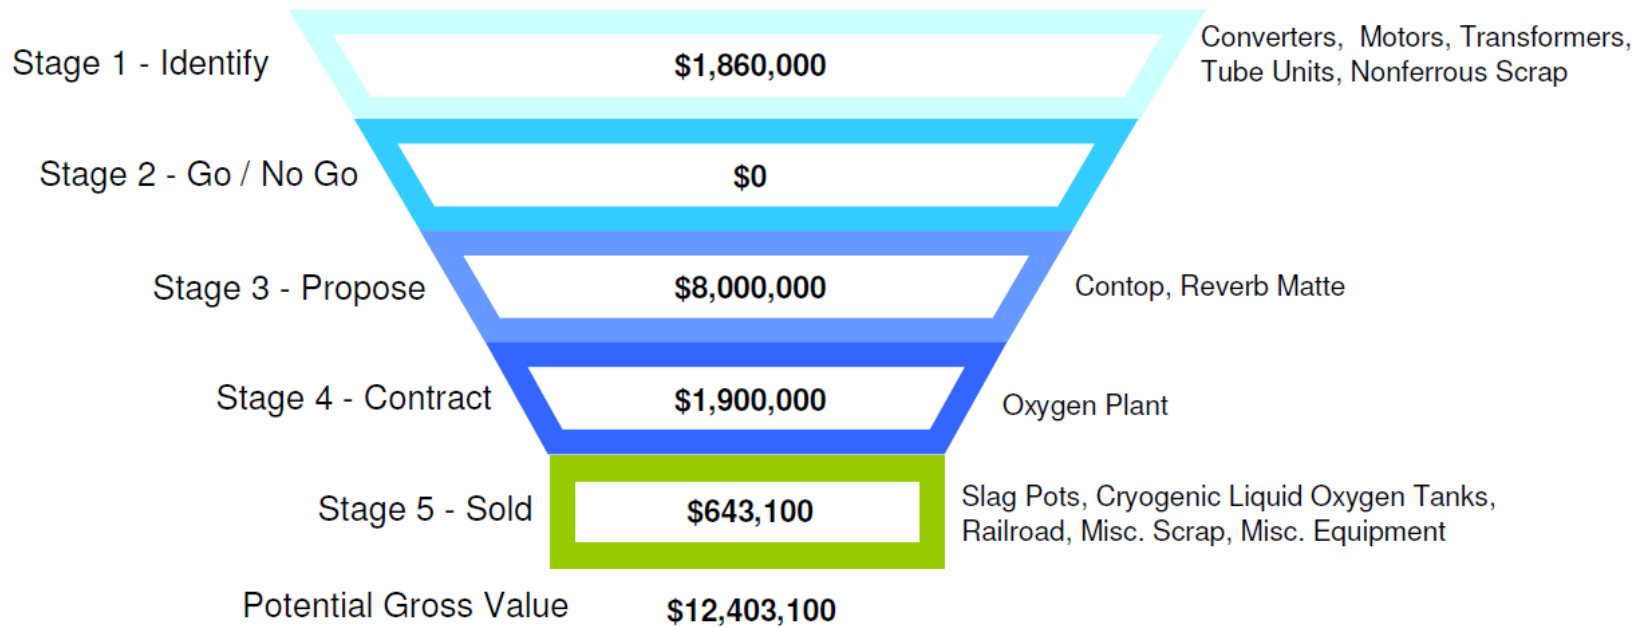 Stage 1 - Identify
$1,860,000
Converters, Motors, Transformers,
Tube Units, Nonferrous Scrap
Stage 2 - Go / No Go
$0
Stage 3 - Propose
$8,000,000
Contop, Reverb Matte
Stage 4 - Contract
$1,900,000
Oxygen Plant
Stage 5 - Sold
$643,100
Slag Pots, Cryogenic Liquid Oxygen Tanks,
Railroad, Misc. Scrap, Misc. Equipment
Potential Gross Value
$12,403,100